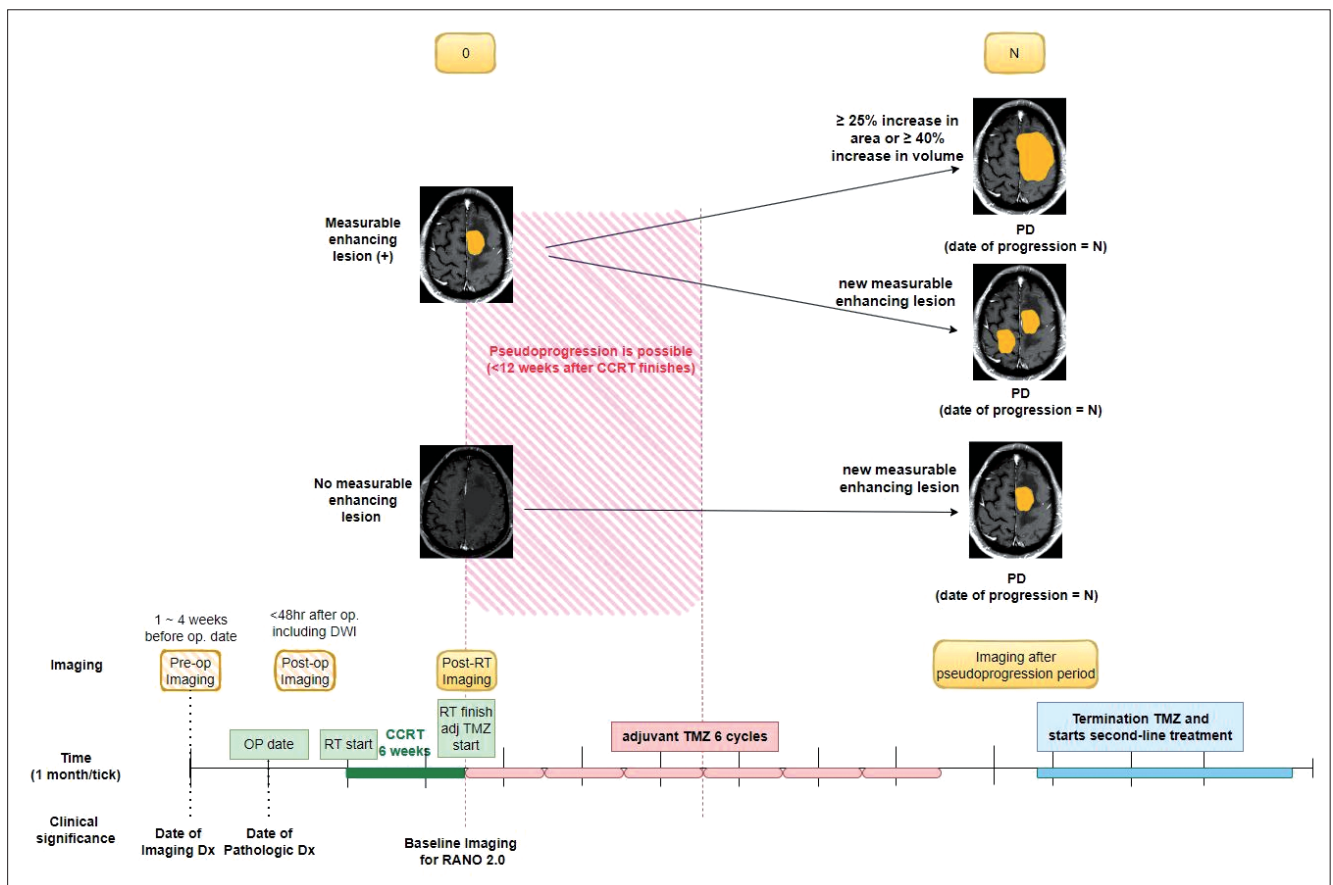 0
N
≥ 25% increase in
area or ≥ 40%
increase in volume
Measurable
enhancing
lesion (+)
PD
(date of progression = N)
new measurable
enhancing lesion
Pseudoprogression is possible
(<12 weeks after CCRT finishes)
PD
(date of progression = N)
No measurable
enhancing
lesion
new measurable
enhancing lesion
PD
(date of progression = N)
1 ~ 4 weeks
before op. date
<48hr after op.
including DWI
Imaging
Pre-op
Imaging
Post-op
Imaging
Post-RT
Imaging
Imaging after
pseudoprogression period
OP date
RT start
CCRT
6 weeks
RT finish
adj TMZ
start
adjuvant TMZ 6 cycles
Termination TMZ and
starts second-line treatment
Time
(1 month/tick)
Clinical
significance
Date of
Imaging Dx
Date of
Pathologic Dx
Baseline Imaging
for RANO 2.0